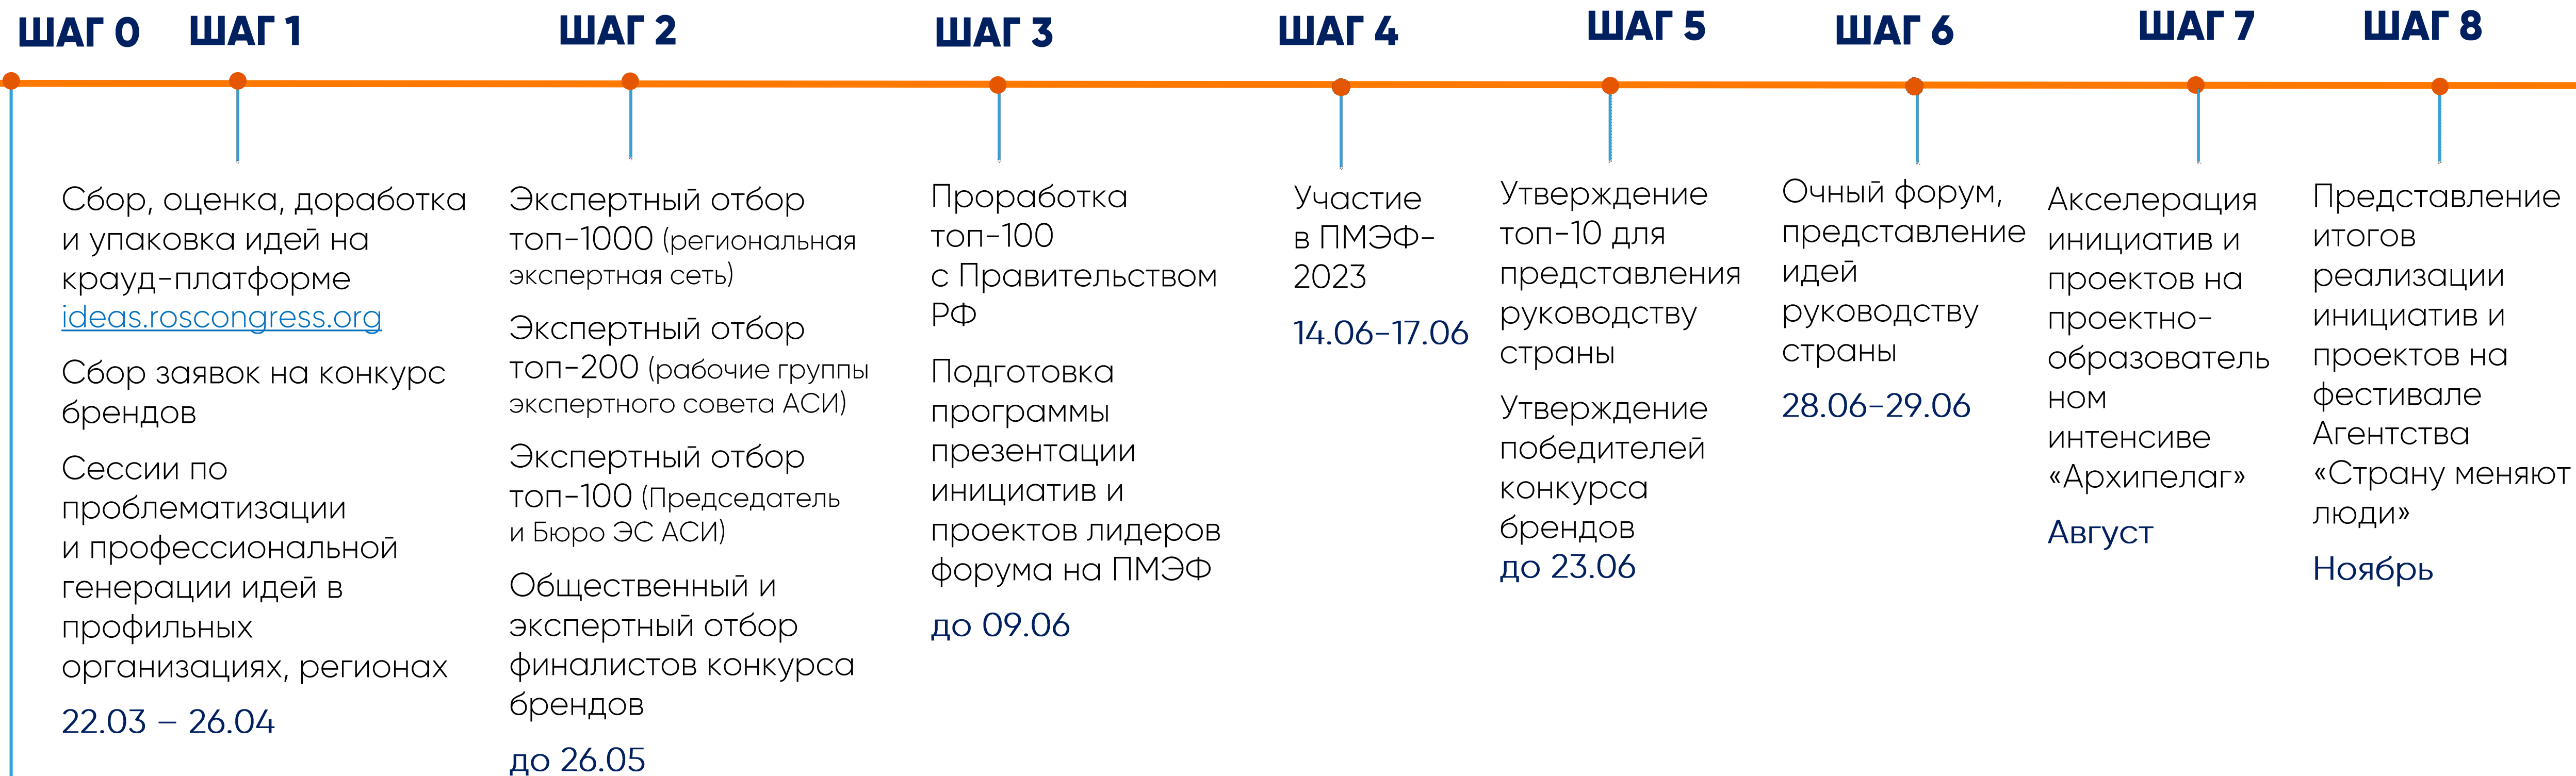 ШАГ 0
ШАГ 1
ШАГ 2
ШАГ 3
ШАГ 4
ШАГ 5
ШАГ 6
ШАГ 7
ШАГ 8
Сбор, оценка, доработка
и упаковка идей на
крауд-платформе
ideas.roscongress.org
Сбор заявок на конкурс
брендов
Сессии по
проблематизации
и профессиональной
генерации идей в
профильных
организациях, регионах
22.03 – 26.04
Экспертный отбор
топ-1000 (региональная
экспертная сеть)
Экспертный отбор
топ-200 (рабочие группы
экспертного совета АСИ)
Экспертный отбор
топ-100 (Председатель
и Бюро ЭС АСИ)
Общественный и
экспертный отбор
финалистов конкурса
брендов
до 26.05
Проработка
топ-100
с Правительством
РФ
Подготовка
программы
презентации
инициатив и
проектов лидеров
форума на ПМЭФ
до 09.06
Участие
в ПМЭФ-
2023
14.06-17.06
Утверждение
топ-10 для
представления
руководству
страны
Утверждение
победителей
конкурса
брендов
до 23.06
Очный форум,
представление
идей
руководству
страны
28.06-29.06
Акселерация
инициатив и
проектов на
проектно-
образователь
ном
интенсиве
«Архипелаг»
Август
Представление
итогов
реализации
инициатив и
проектов на
фестивале
Агентства
«Страну меняют
люди»
Ноябрь